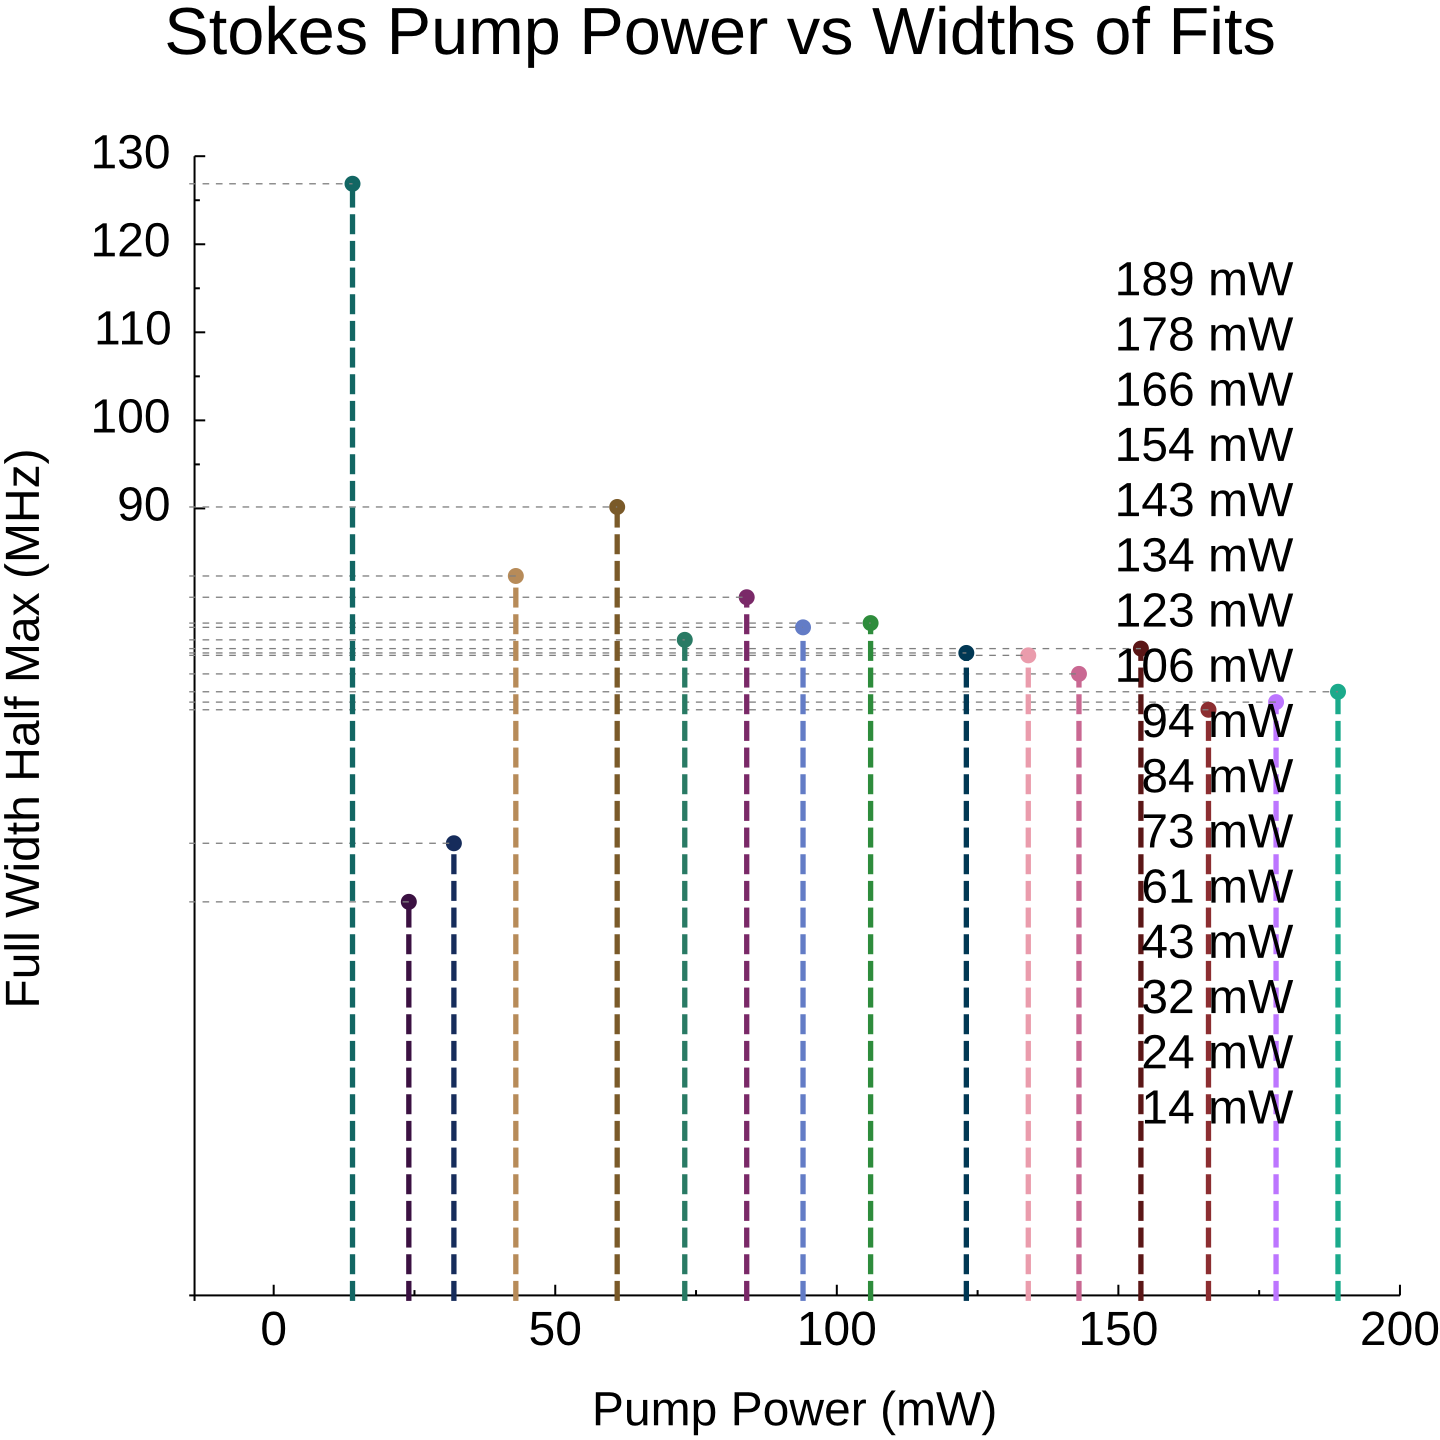 Stokes Pump Power vs Widths of Fits
130
120
110
100
90
Full Width Half Max (MHz)
189 mW
178 mW
166 mW
154 mW
143 mW
134 mW
123 mW
106 mW
94 mW
84 mW
73 mW
61 mW
43 mW
32 mW
24 mW
14 mW
0 50 100 150 200
Pump Power (mW)